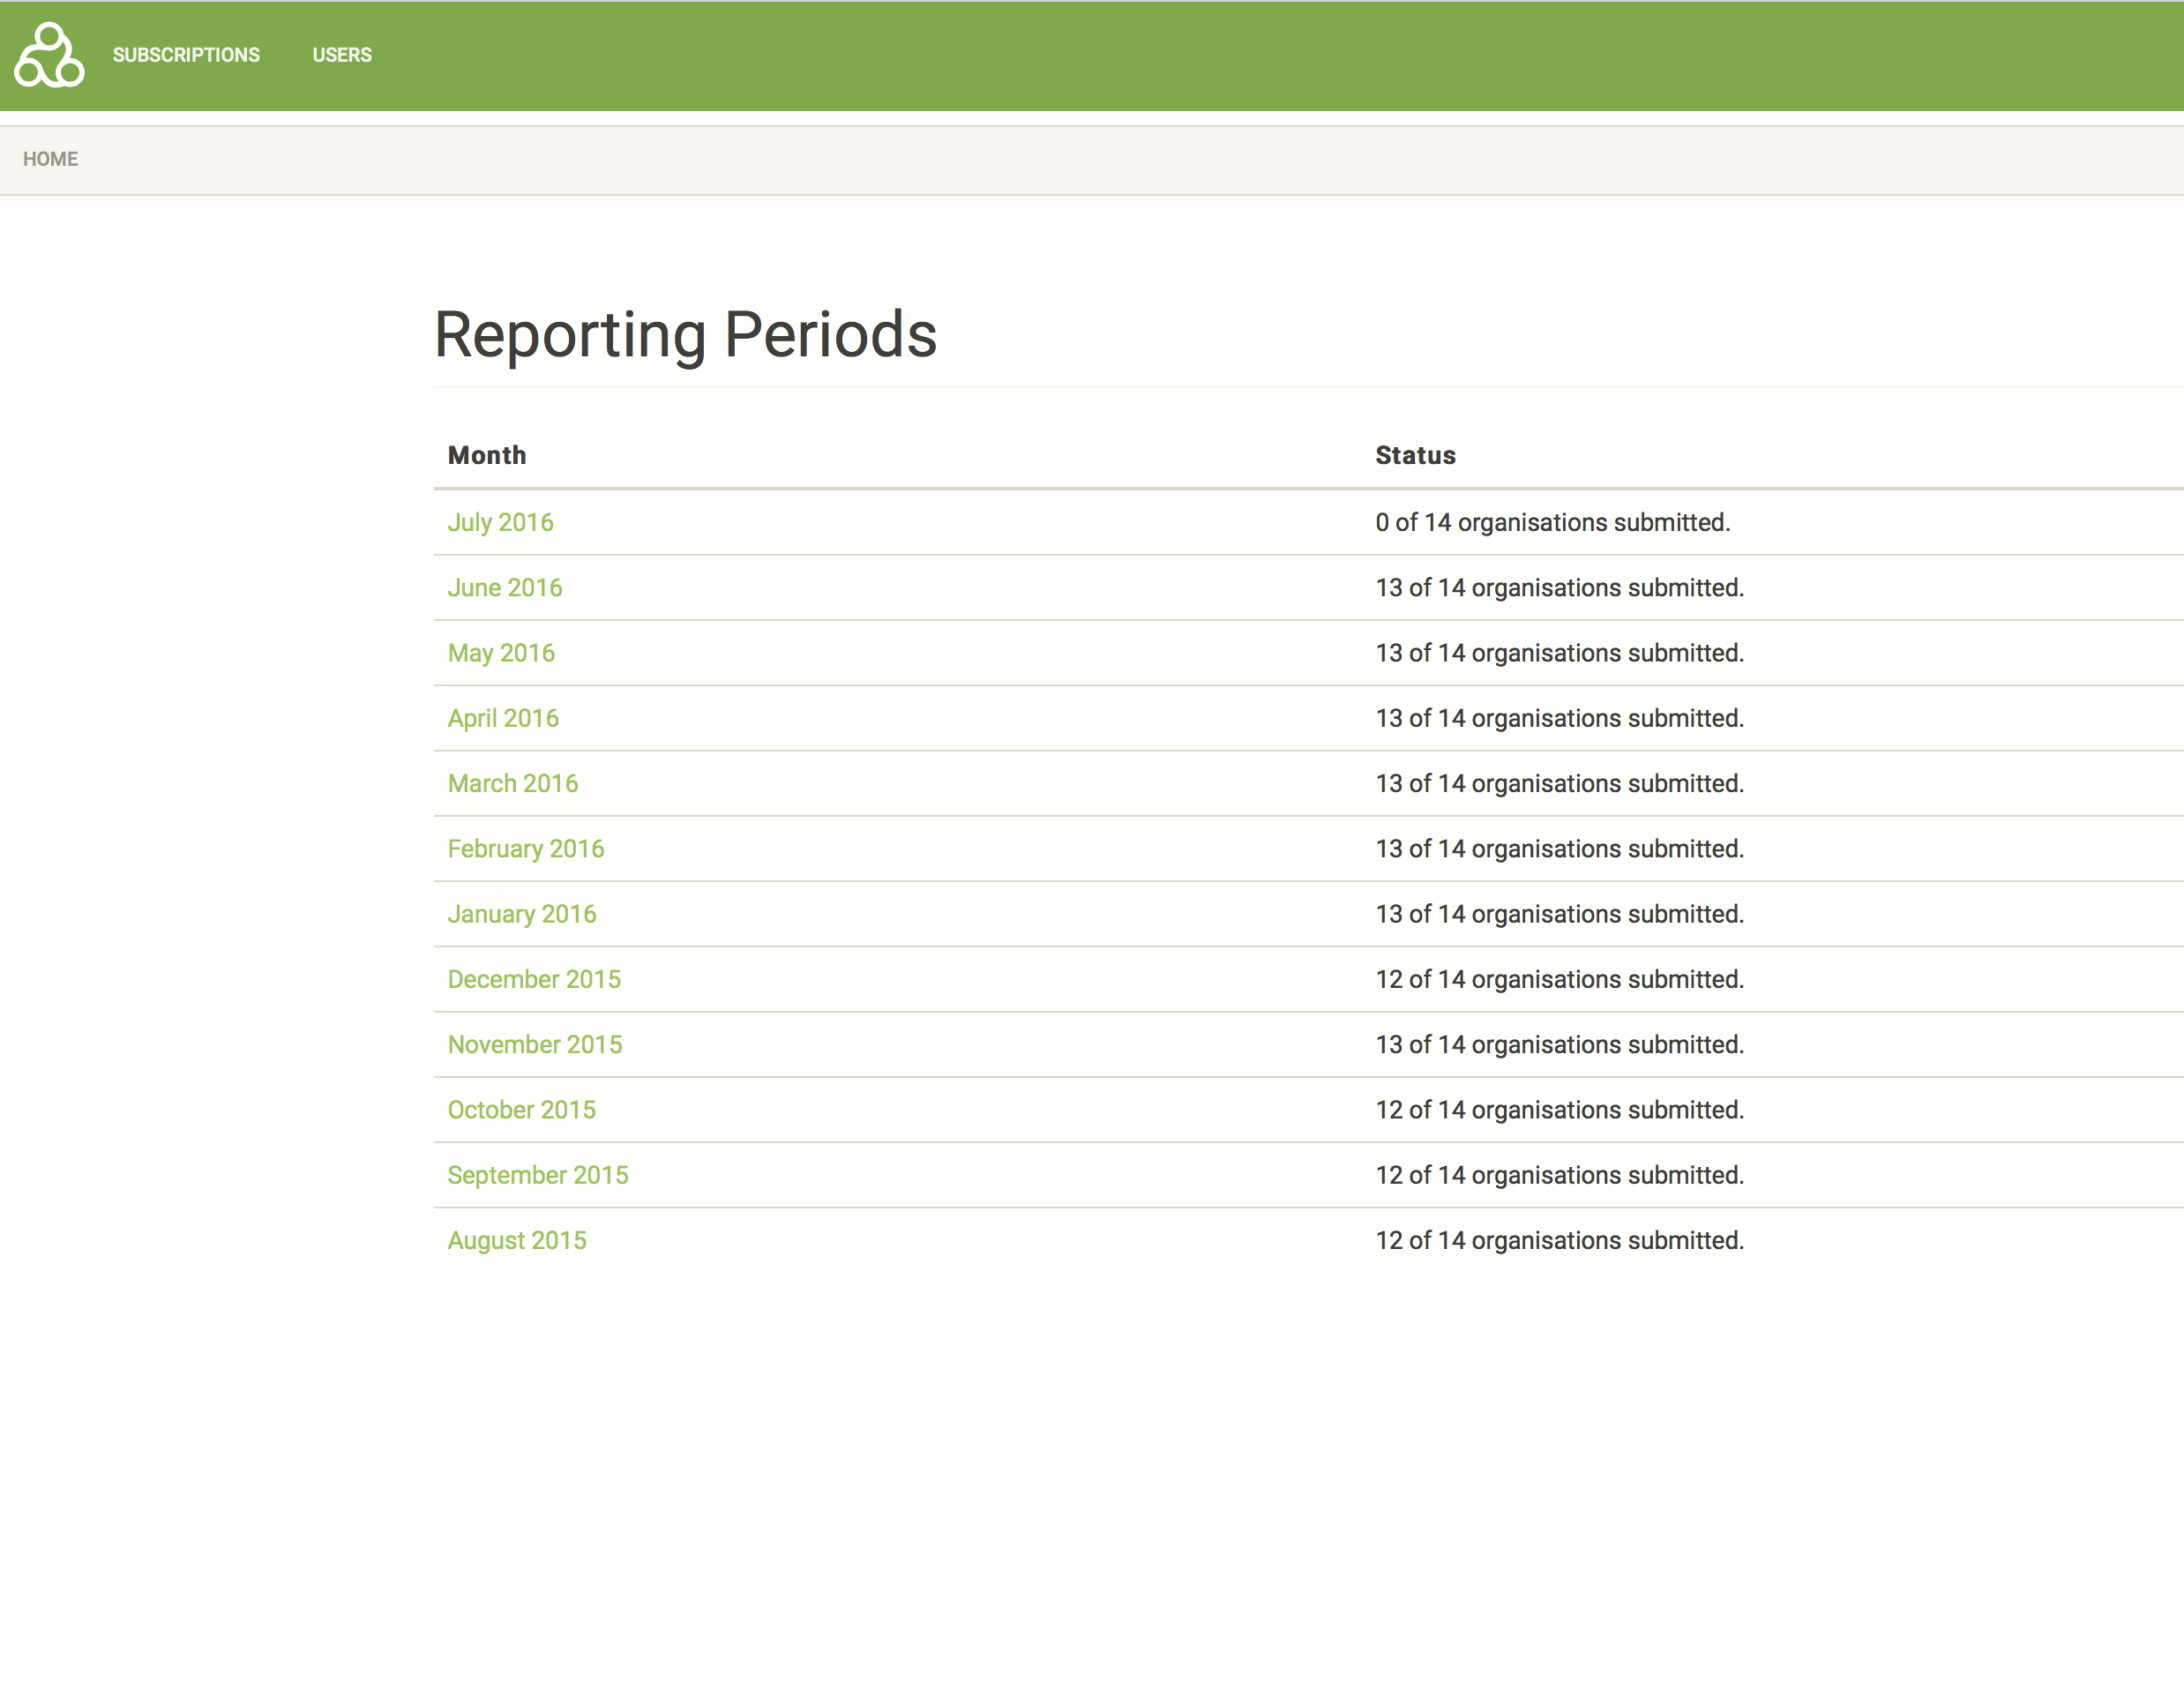 SUBSCRIPTIONS USERS
HOME
Reporting Periods
Month Status
July 2016 0 of 14 organisations submitted.
June 2016 13 of 14 organisations submitted.
May 2016 13 of 14 organisations submitted.
April 2016 13 of 14 organisations submitted.
March 2016 13 of 14 organisations submitted.
February 2016 13 of 14 organisations submitted.
January 2016 13 of 14 organisations submitted.
December 2015 12 of 14 organisations submitted.
November 2015 13 of 14 organisations submitted.
October 2015 12 of 14 organisations submitted.
September 2015 12 of 14 organisations submitted.
August 2015 12 of 14 organisations submitted.